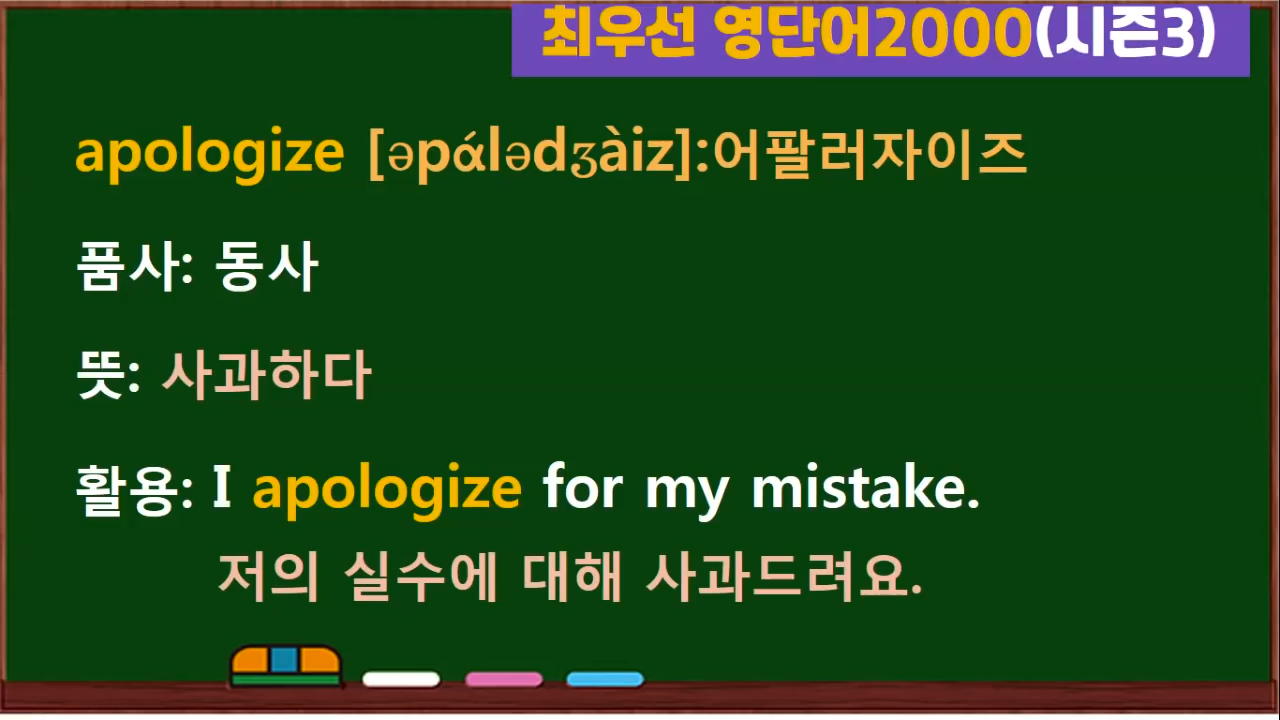 최우선 영단어2000(시즌3)
apologize [əpάlədʒàiz]:어팔러자이즈
품사: 동사
뜻: 사과하다
활용: I apologize for my mistake.
저의 실수에 대해 사과드려요.